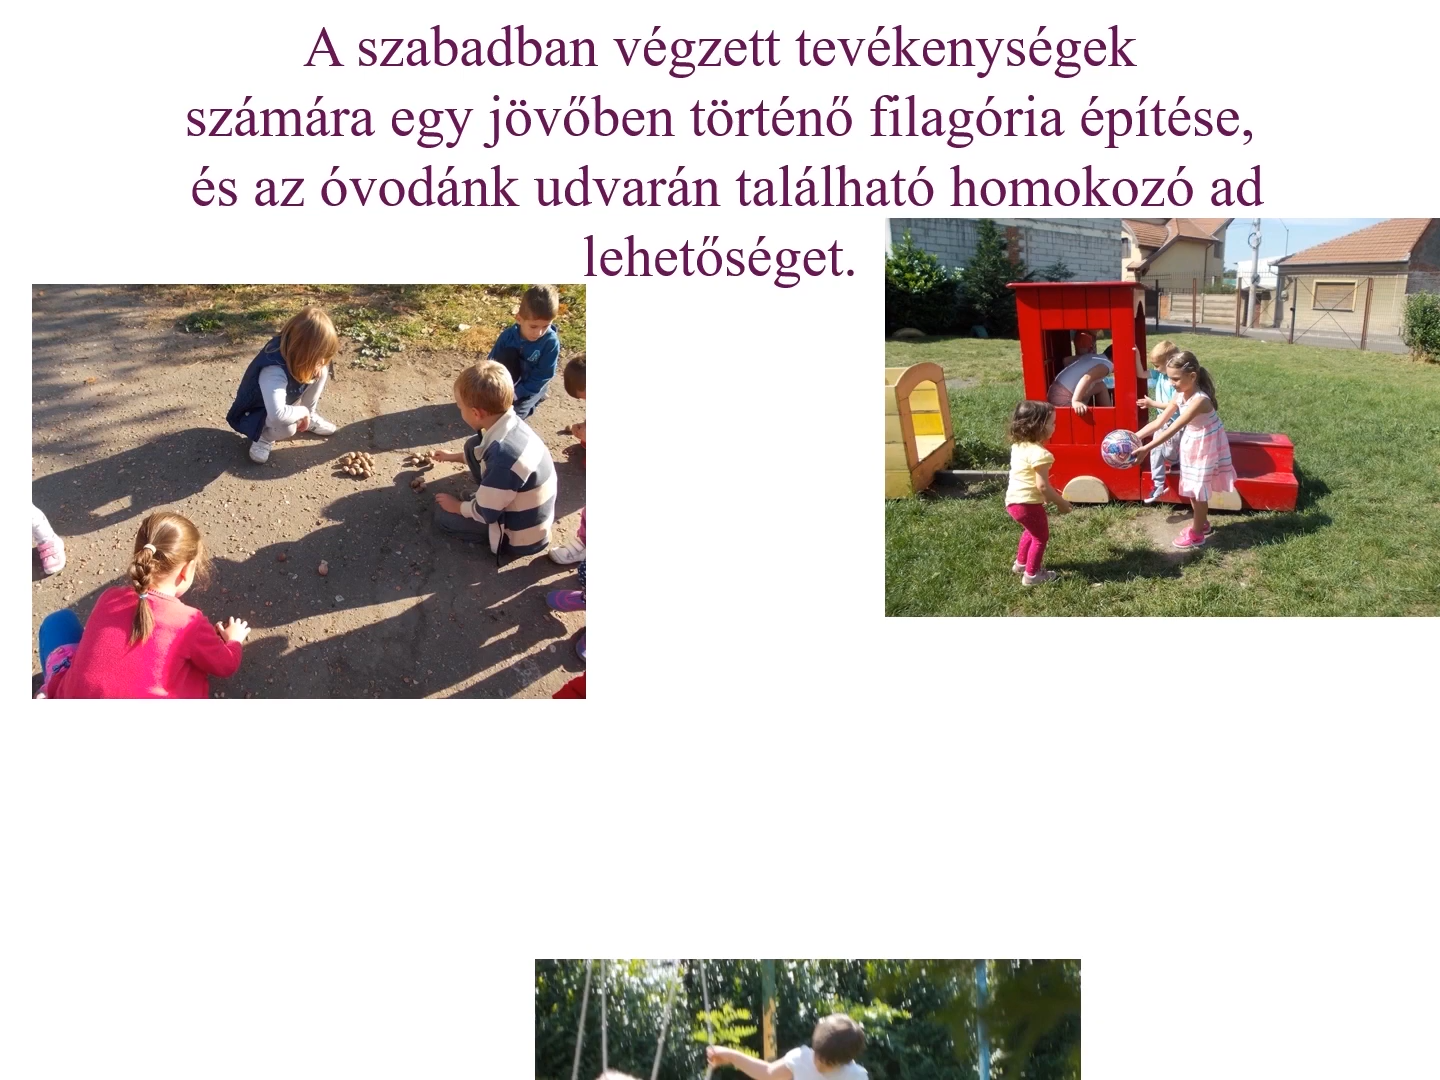 A szabadban végzett tevékenységek
számára egy jövőben történő filagória építése,
és az óvodánk udvarán található homokozó ad
lehetőséget.